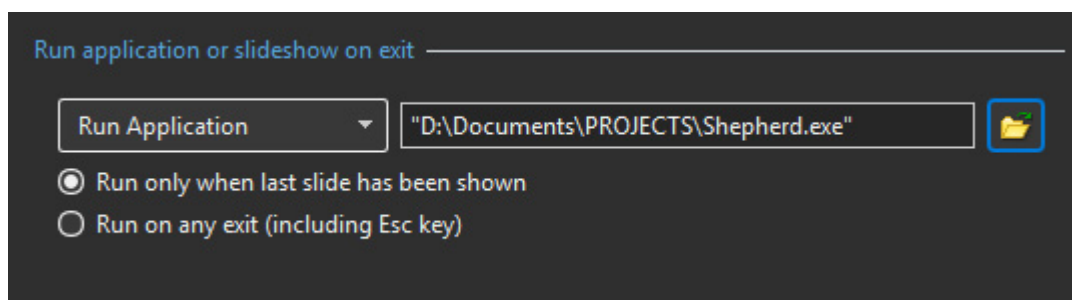 Run application or slideshow on exit
Run Application
"D:\Documents\PROJECTS\Shepherd.exe"
Run only when last slide has been shown
Run on any exit (including Esc key)